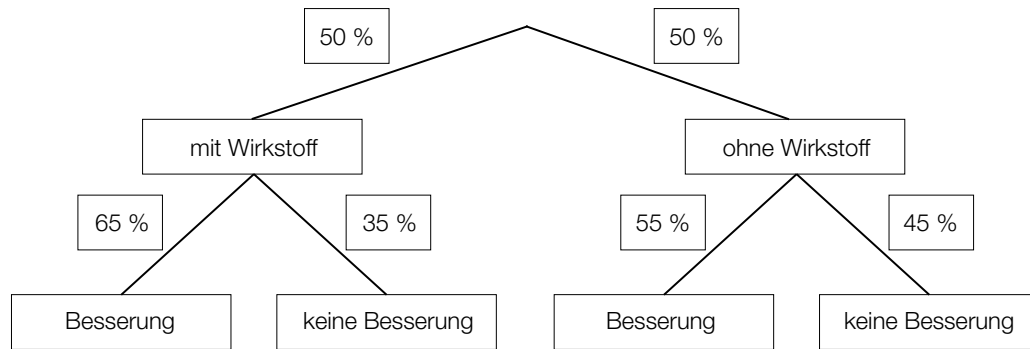 50 %
50 %
mit Wirkstoff
ohne Wirkstoff
65 %
35 %
55 %
45 %
Besserung
keine Besserung
Besserung
keine Besserung